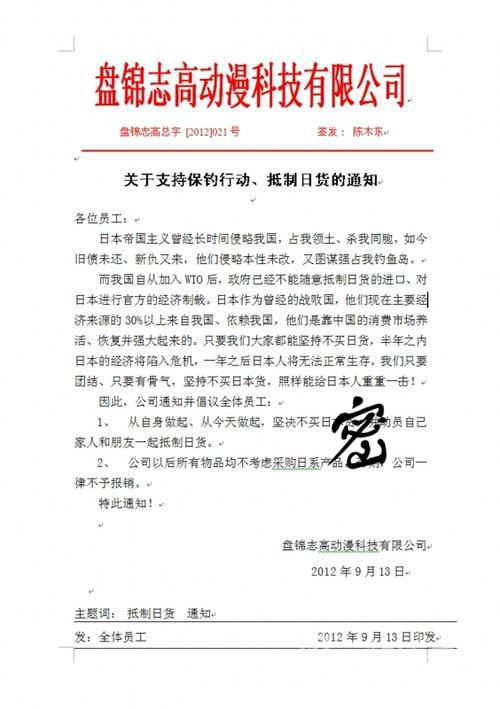 盘锦志高动漫科技有限公司
盘锦志高总字 [2012]021号 签发： 陈木东
关于支持保钓行动、抵制日货的通知
各位员工：
日本帝国主义曾经长时间侵略我国，占我领土、杀我同胞，如今
旧债未还、新仇又来，他们侵略本性未改，又图谋强占我钓鱼岛。
而我国自从加入 WTO 后，政府已经不能随意抵制日货的进口、对
日本进行官方的经济制裁。日本作为曾经的战败国，他们现在主要经
济来源的 30%以上来自我国、依赖我国，他们是靠中国的消费市场养
活、恢复并强大起来的。只要我们大家都能坚持不买日货，半年之内
日本的经济将陷入危机，一年之后日本人将无法正常生存。我们只要
团结、只要有骨气，坚持不买日本货，照样能给日本人重重一击！
因此，公司通知并倡议全体员工：
1、 从自身做起、从今天做起，坚决不买日 动员自己
家人和朋友一起抵制日货。
密
2、 公司以后所有物品均不考虑采购日系产品 ，公司一
律不予报销。
特此通知！
盘锦志高动漫科技有限公司
2012 年 9 月 13 日
主题词： 抵制日货 通知
发：全体员工 2012 年 9 月 13 日印发